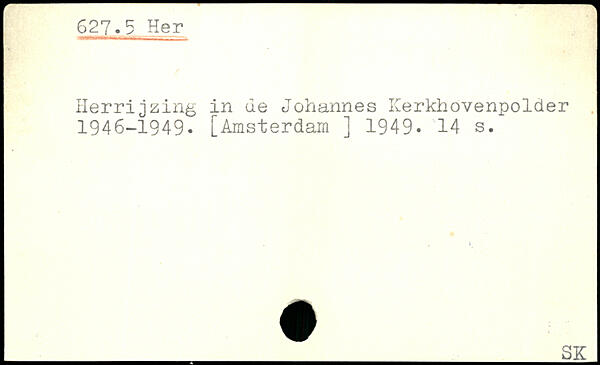 627.5 Her
Herrijzing in de Johannes Kerkhovenpolder
1946-1949. [Amsterdam ] 1949. 14 s.
SK